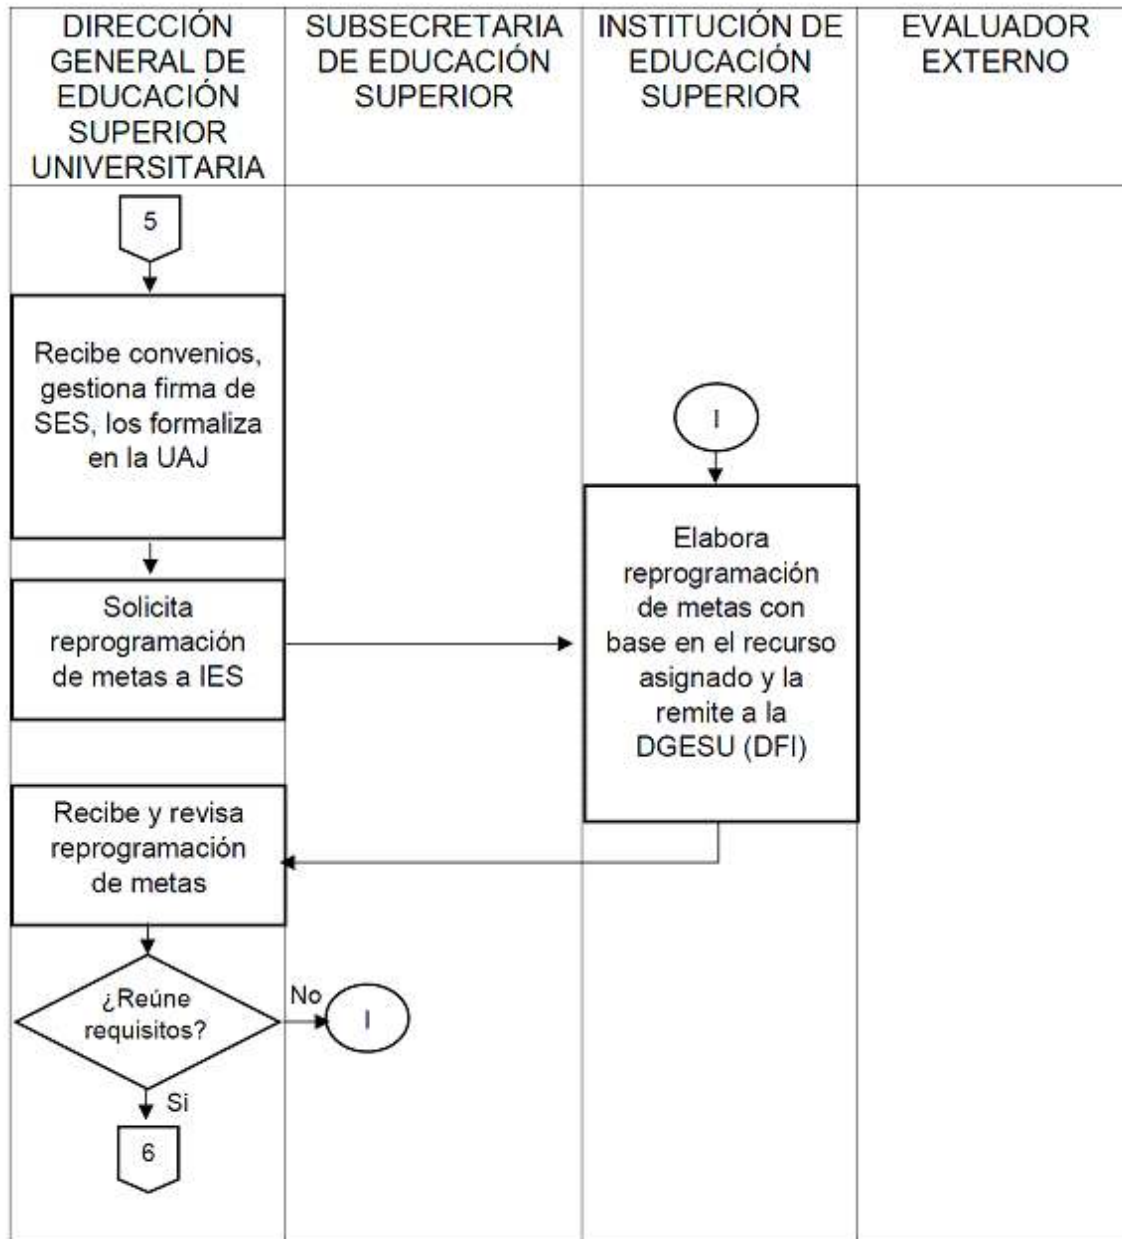 DIRECCIÓN
GENERAL DE
EDUCACIÓN
SUPERIOR
UNIVERSITARIA
SUBSECRETARIA
DE EDUCACIÓN
SUPERIOR
INSTITUCIÓN DE
EDUCACIÓN
SUPERIOR
EVALUADOR
EXTERNO
5
Recibe convenios,
gestiona firma de
SES, los formaliza
en la UAJ
Solicita
reprogramación
de metas a IES
I
Elabora
reprogramación
de metas con
base en el recurso
asignado y la
remite a la
DGESU (DFI)
Recibe y revisa
reprogramación
de metas
¿Reúne
requisitos?
No
I
Si
6